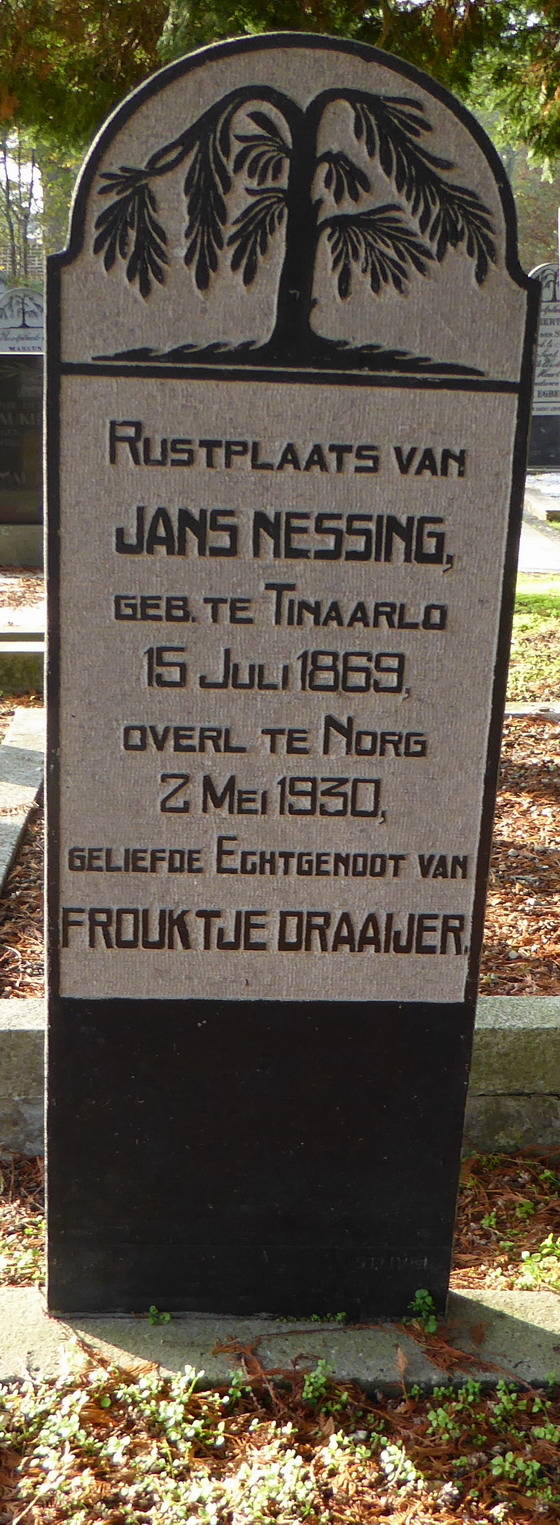 RUSTPLAATS VAN
JANS NESSING,
GEB. TE TINAARLO
15 JULI 1869,
OVERL TE NORG
2 MEI 1930,
GELIEFDE ECHTGENOOT VAN
FROUKTJE DRAAIJER.